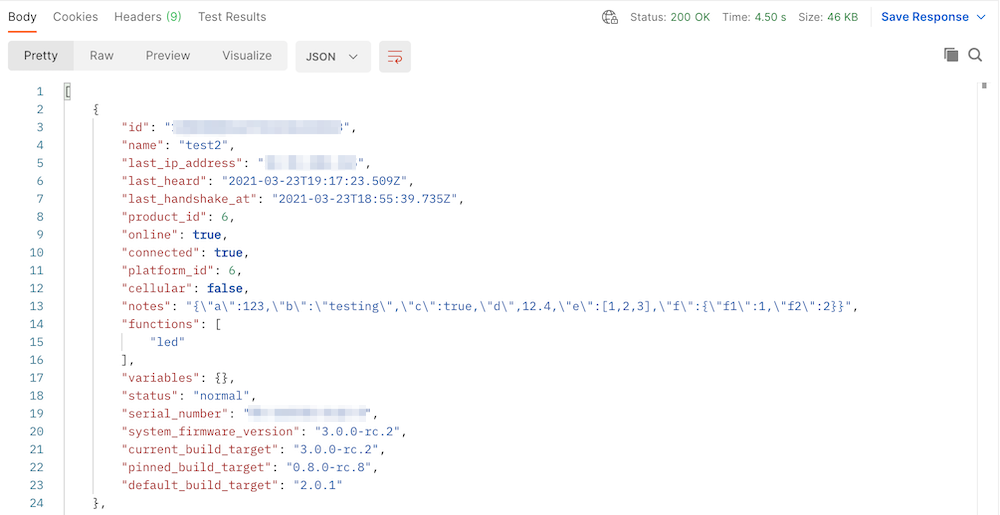 Body Cookies Headers (9) Test Results Status: 200 OK Time: 4.50 s Size: 46 KB Save Response
Pretty Raw Preview Visualize JSON
1 [
2 {
3 "id": "",
4 "name": "test2",
5 "last_ip_address": "",
6 "last_heard": "2021-03-23T19:17:23.509Z",
7 "last_handshake_at": "2021-03-23T18:55:39.735Z",
8 "product_id": 6,
9 "online": true,
10 "connected": true,
11 "platform_id": 6,
12 "cellular": false,
13 "notes": "{\"a\":123,\"b\":\"testing\",\"c\":true,\"d\",12.4,\"e\":[1,2,3],\"f\":{\"f1\":1,\"f2\":2}}",
14 "functions": [
15 "led"
16 ],
17 "variables": {},
18 "status": "normal",
19 "serial_number": "",
20 "system_firmware_version": "3.0.0-rc.2",
21 "current_build_target": "3.0.0-rc.2",
22 "pinned_build_target": "0.8.0-rc.8",
23 "default_build_target": "2.0.1"
24 },